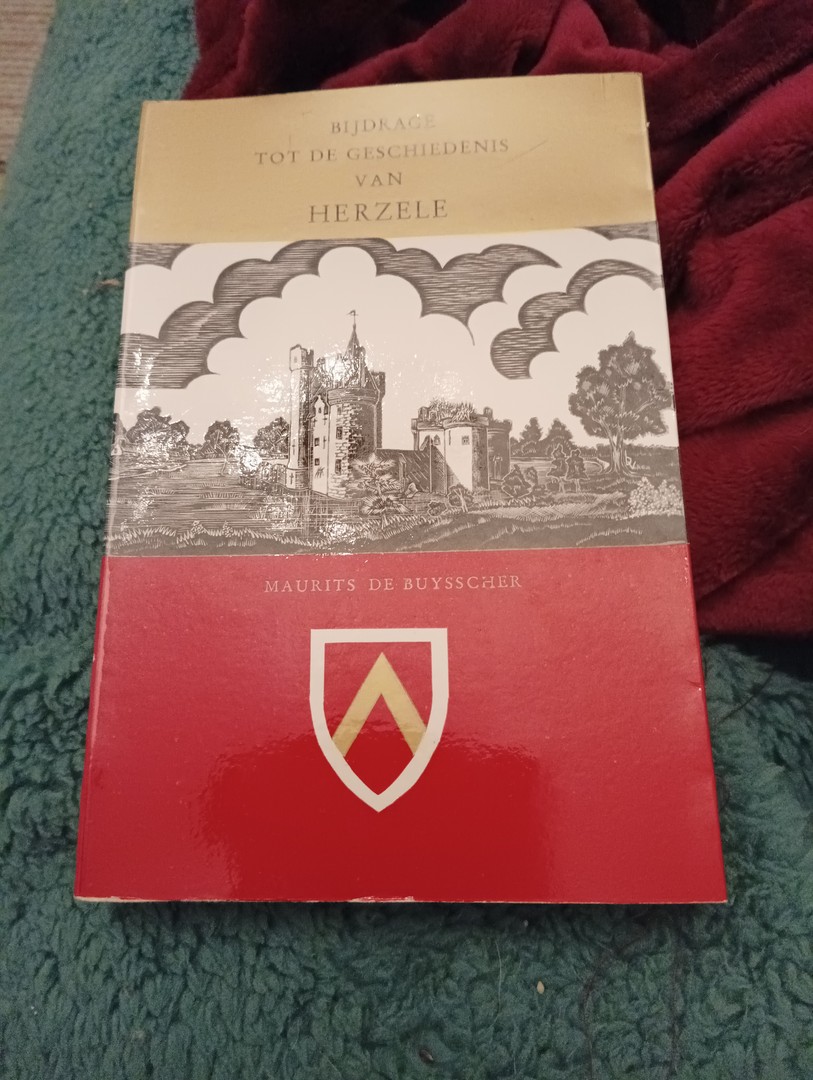 BIJDRAGE
TOT DE GESCHIEDENIS
VAN
HERZELE
MAURITS DE BUYSSCHER